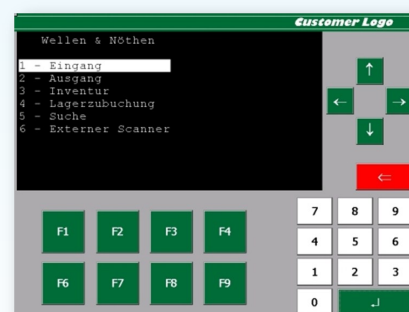 Customer Logo
Wellen & Nöthen
1 - Eingang
2 - Ausgang
3 - Inventur
4 - Lagerzubuchung
5 - Suche
6 - Externer Scanner
↑
← →
↓
⇐
7 8 9
F1 F2 F3 F4
4 5 6
1 2 3
F6 F7 F8 F9
0 ↵